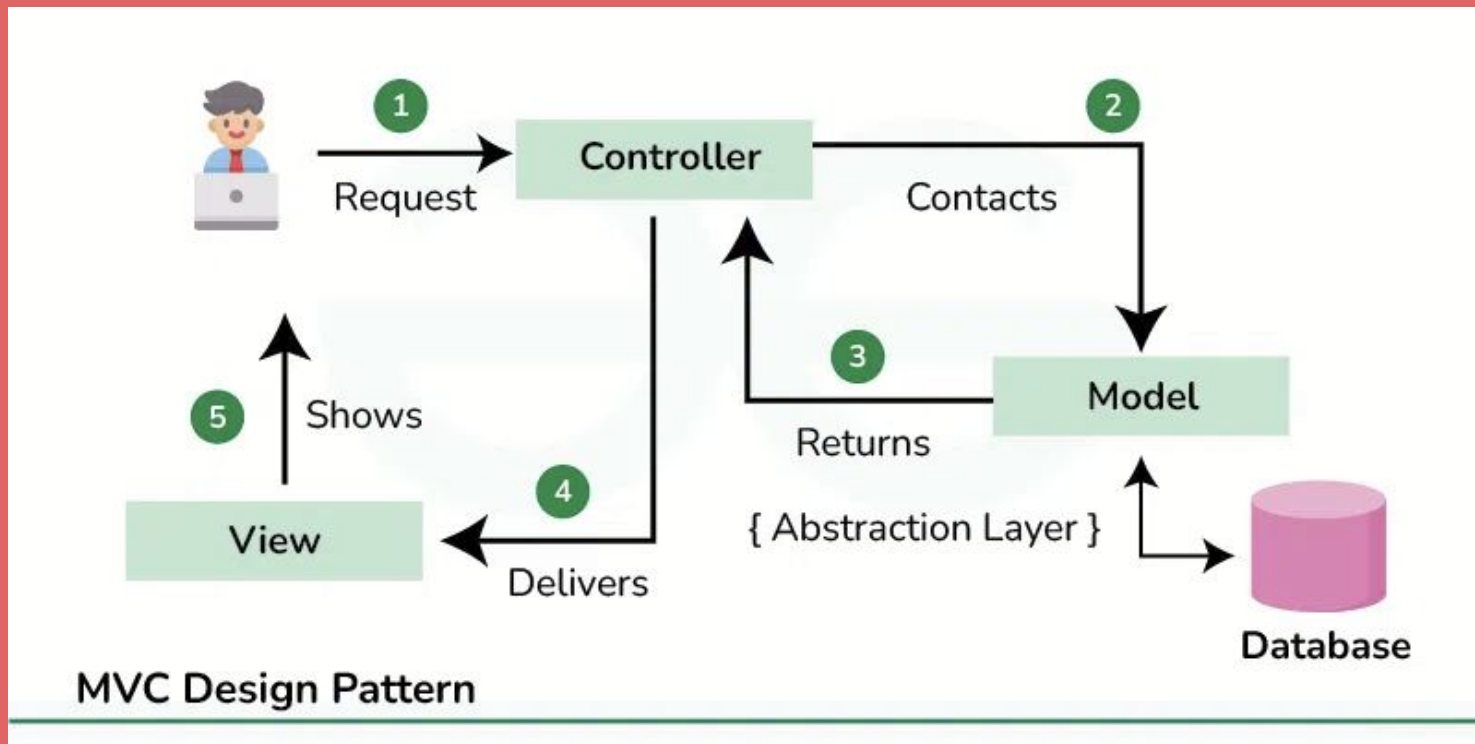 1
2
Controller
Request
Contacts
3
Model
5
Shows
Returns
4
{ Abstraction Layer }
View
Delivers
Database
MVC Design Pattern